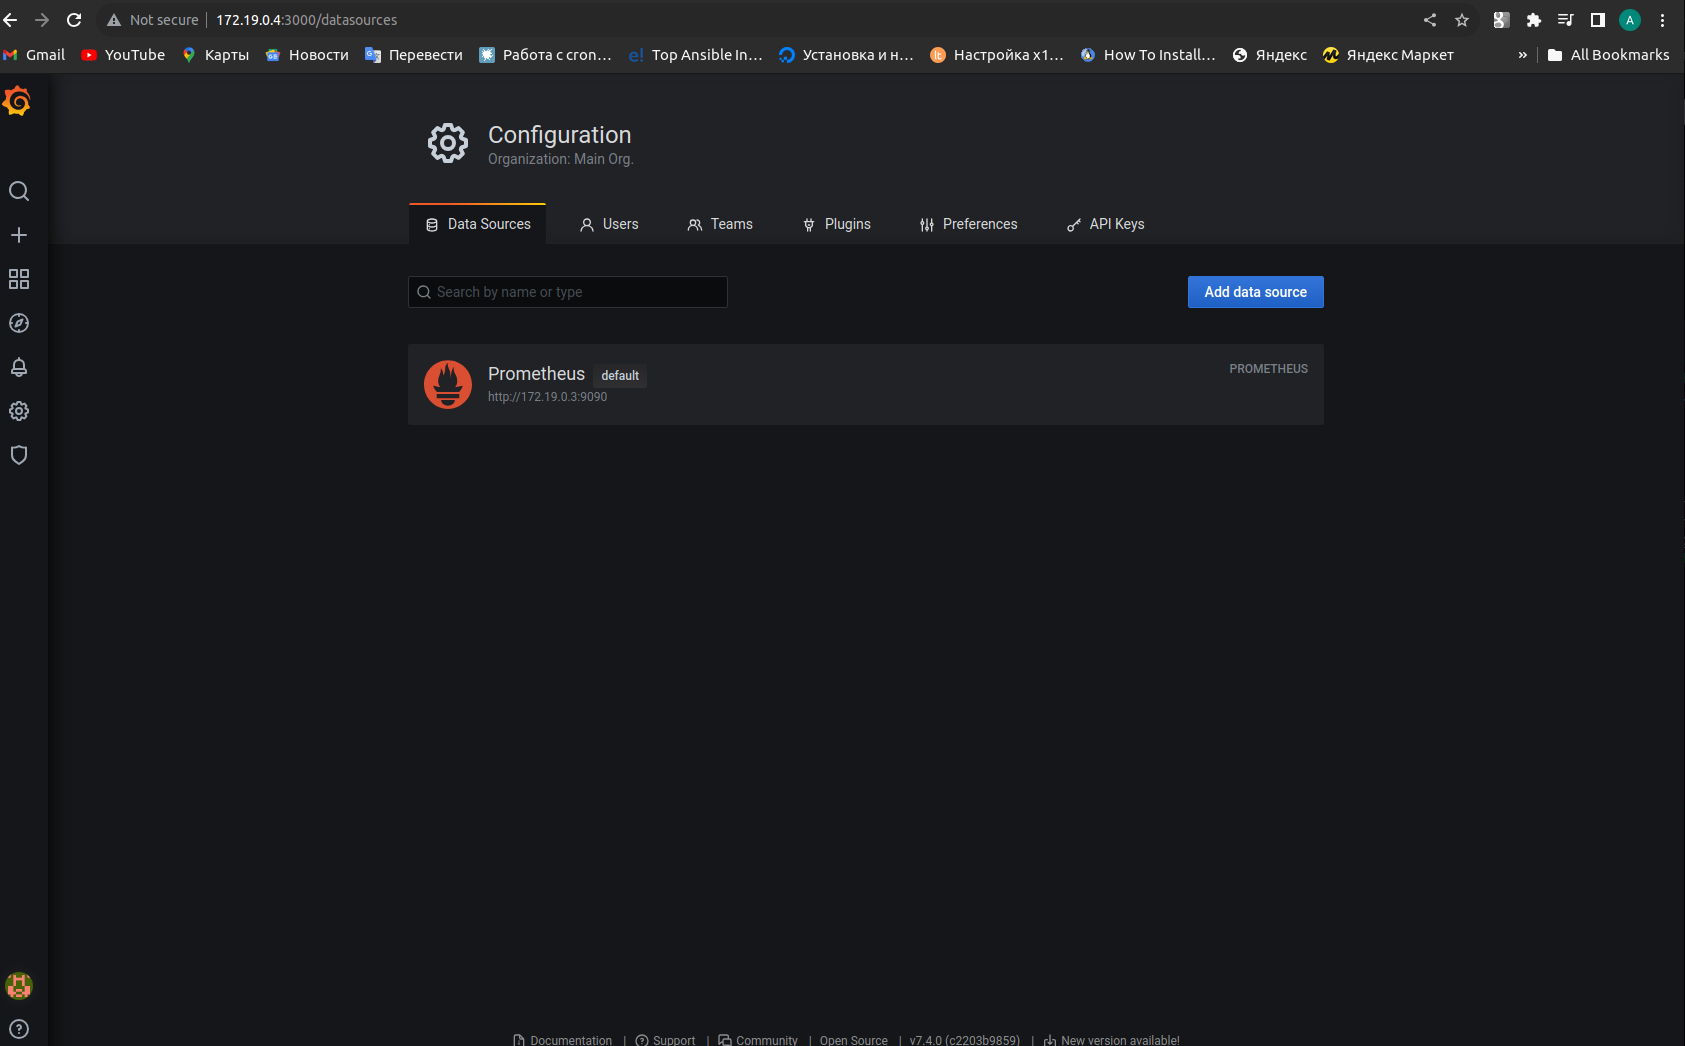 Not secure 172.19.0.4:3000/datasources A
Gmail YouTube Карты Новости Перевести Работа с cron... Top Ansible In... Установка и н... Настройка x1... How To Install... Яндекс Яндекс Маркет » All Bookmarks
Configuration
Organization: Main Org.
Data Sources Users Teams Plugins Preferences API Keys
Search by name or type Add data source
Prometheus default PROMETHEUS
http://172.19.0.3:9090
Documentation | Support | Community | Open Source | v7.4.0 (c2203b9859) | New version available!